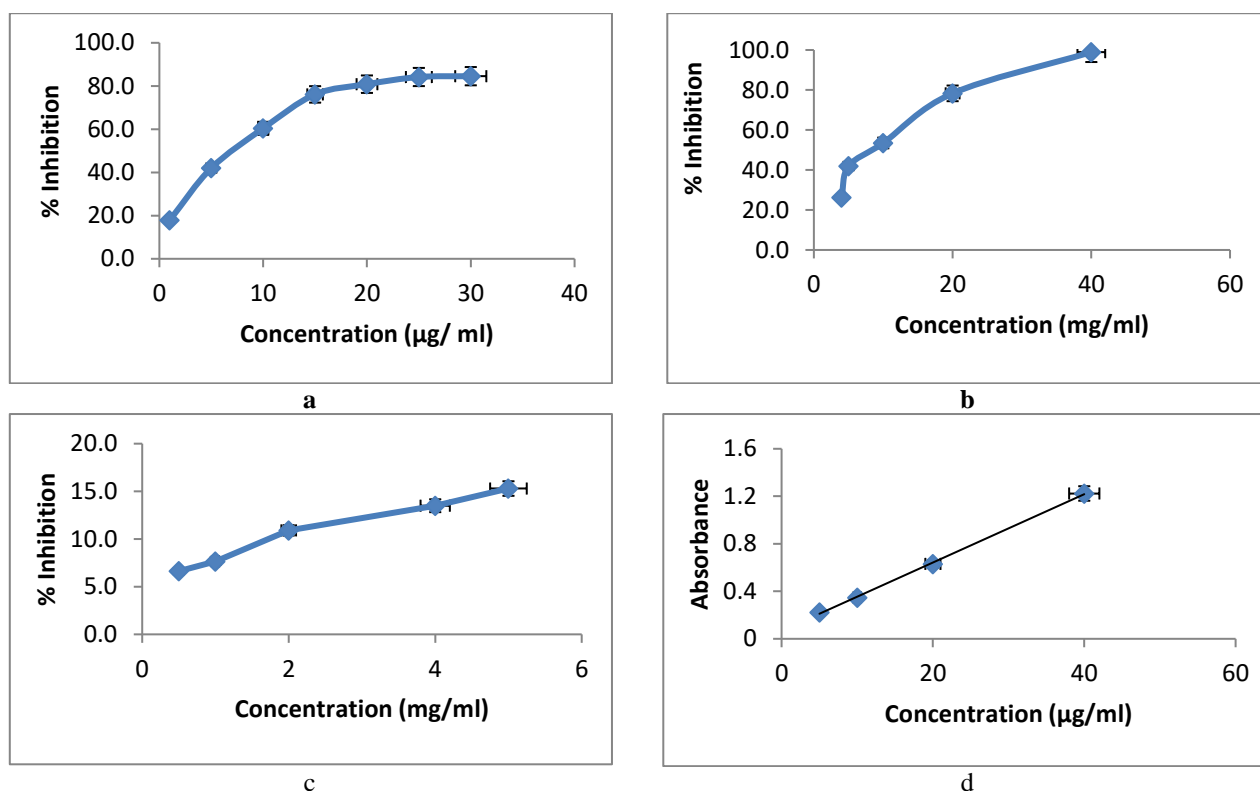 100.0
80.0
60.0
40.0
20.0
0.0
% Inhibition
0 10 20 30 40
Concentration (µg/ ml)
a
100.0
80.0
60.0
40.0
20.0
0.0
% Inhibition
0 20 40 60
Concentration (mg/ml)
b
20.0
15.0
10.0
5.0
0.0
% Inhibition
0 2 4 6
Concentration (mg/ml)
c
1.6
1.2
0.8
0.4
0
Absorbance
0 20 40 60
Concentration (µg/ml)
d